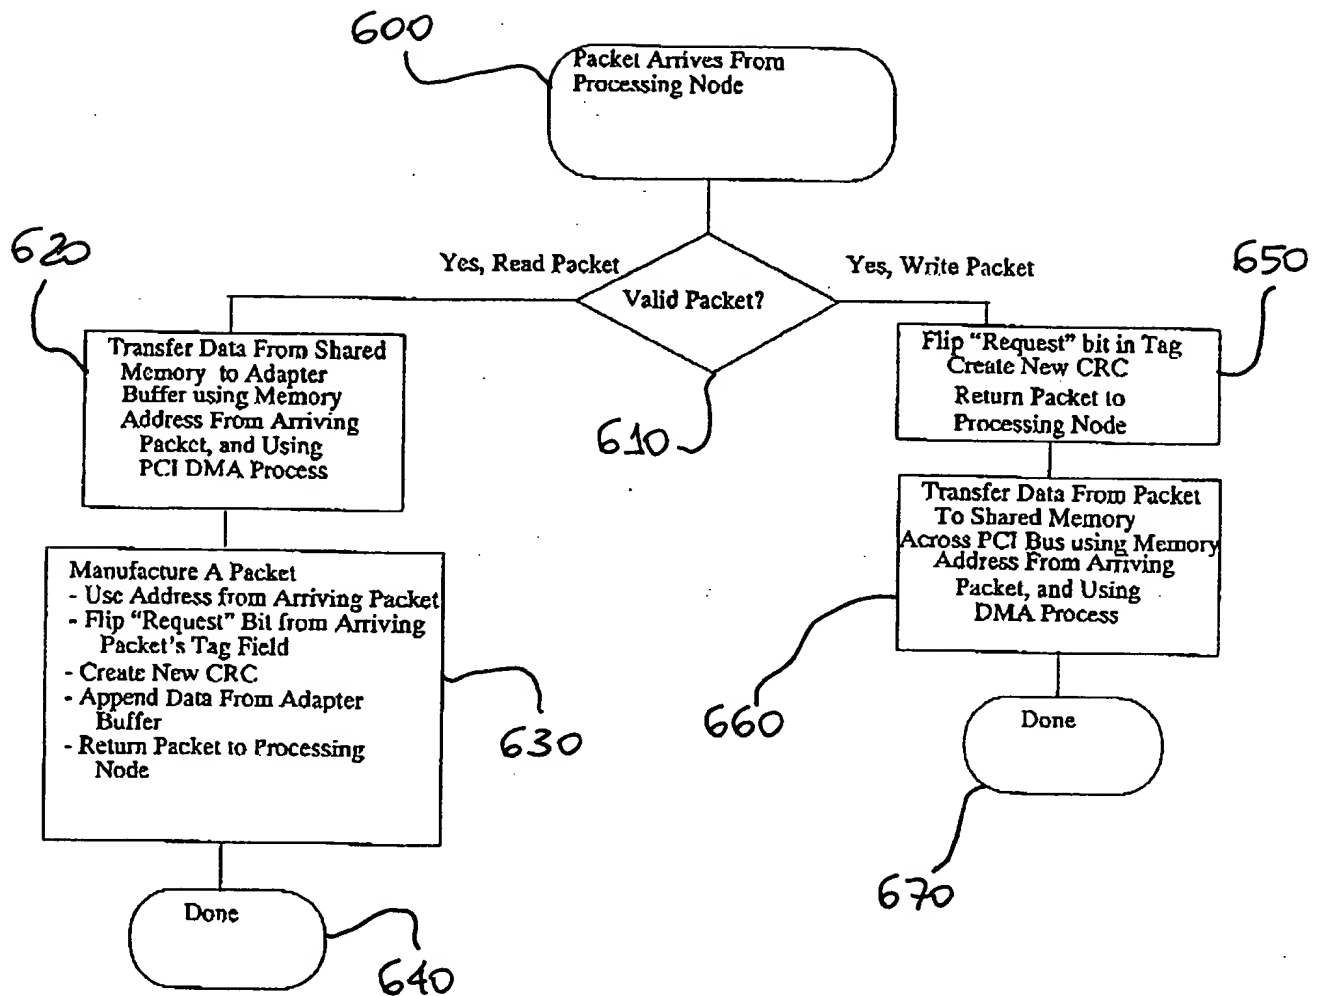 600
Packet Arrives From
Processing Node
620
Yes, Read Packet
Yes, Write Packet
650
Valid Packet?
610
Transfer Data From Shared
Memory to Adapter
Buffer using Memory
Address From Arriving
Packet, and Using
PCI DMA Process
Flip "Request" bit in Tag
Create New CRC
Return Packet to
Processing Node
Manufacture A Packet
- Use Address from Arriving Packet
- Flip "Request" Bit from Arriving
Packet's Tag Field
- Create New CRC
- Append Data From Adapter
Buffer
- Return Packet to Processing
Node
630
Transfer Data From Packet
To Shared Memory
Across PCI Bus using Memory
Address From Arriving
Packet, and Using
DMA Process
660
Done
640
Done
670